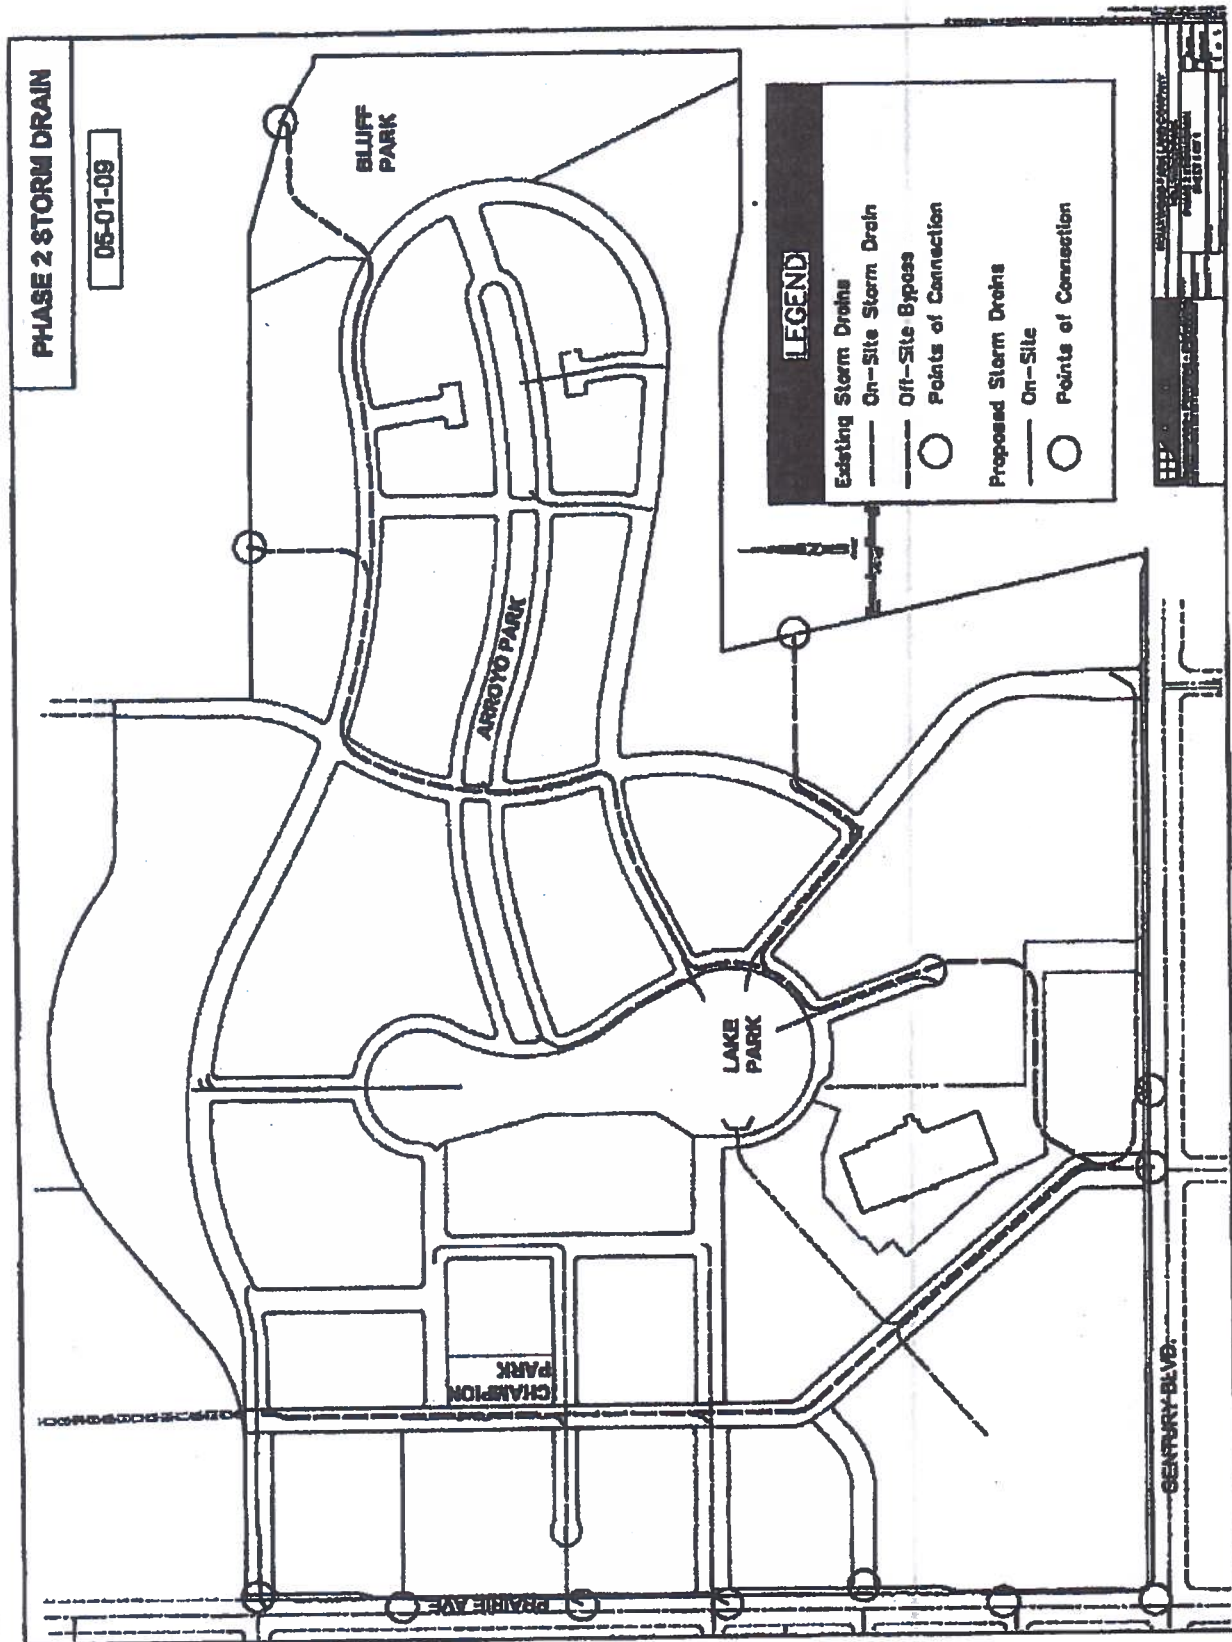 PHASE 2 STORM DRAIN
05-01-09
BLUFF
PARK
ARROYO PARK
LAKE
PARK
CHAMPION
PARK
PRAIRIE AVE
CENTURY BLVD.
LEGEND
Existing Storm Drains
On-Site Storm Drain
Off-Site Bypass
Points of Connection
Proposed Storm Drains
On-Site
Points of Connection